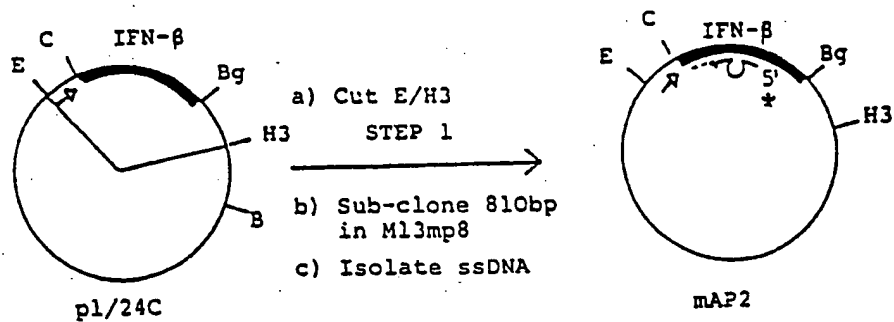 C
IFN-β
E
Bg
H3
B
p1/24C
a) Cut E/H3
STEP 1
b) Sub-clone 810bp
in M13mp8
c) Isolate ssDNA
IFN-β
C
E
Bg
5'
*
H3
mAP2